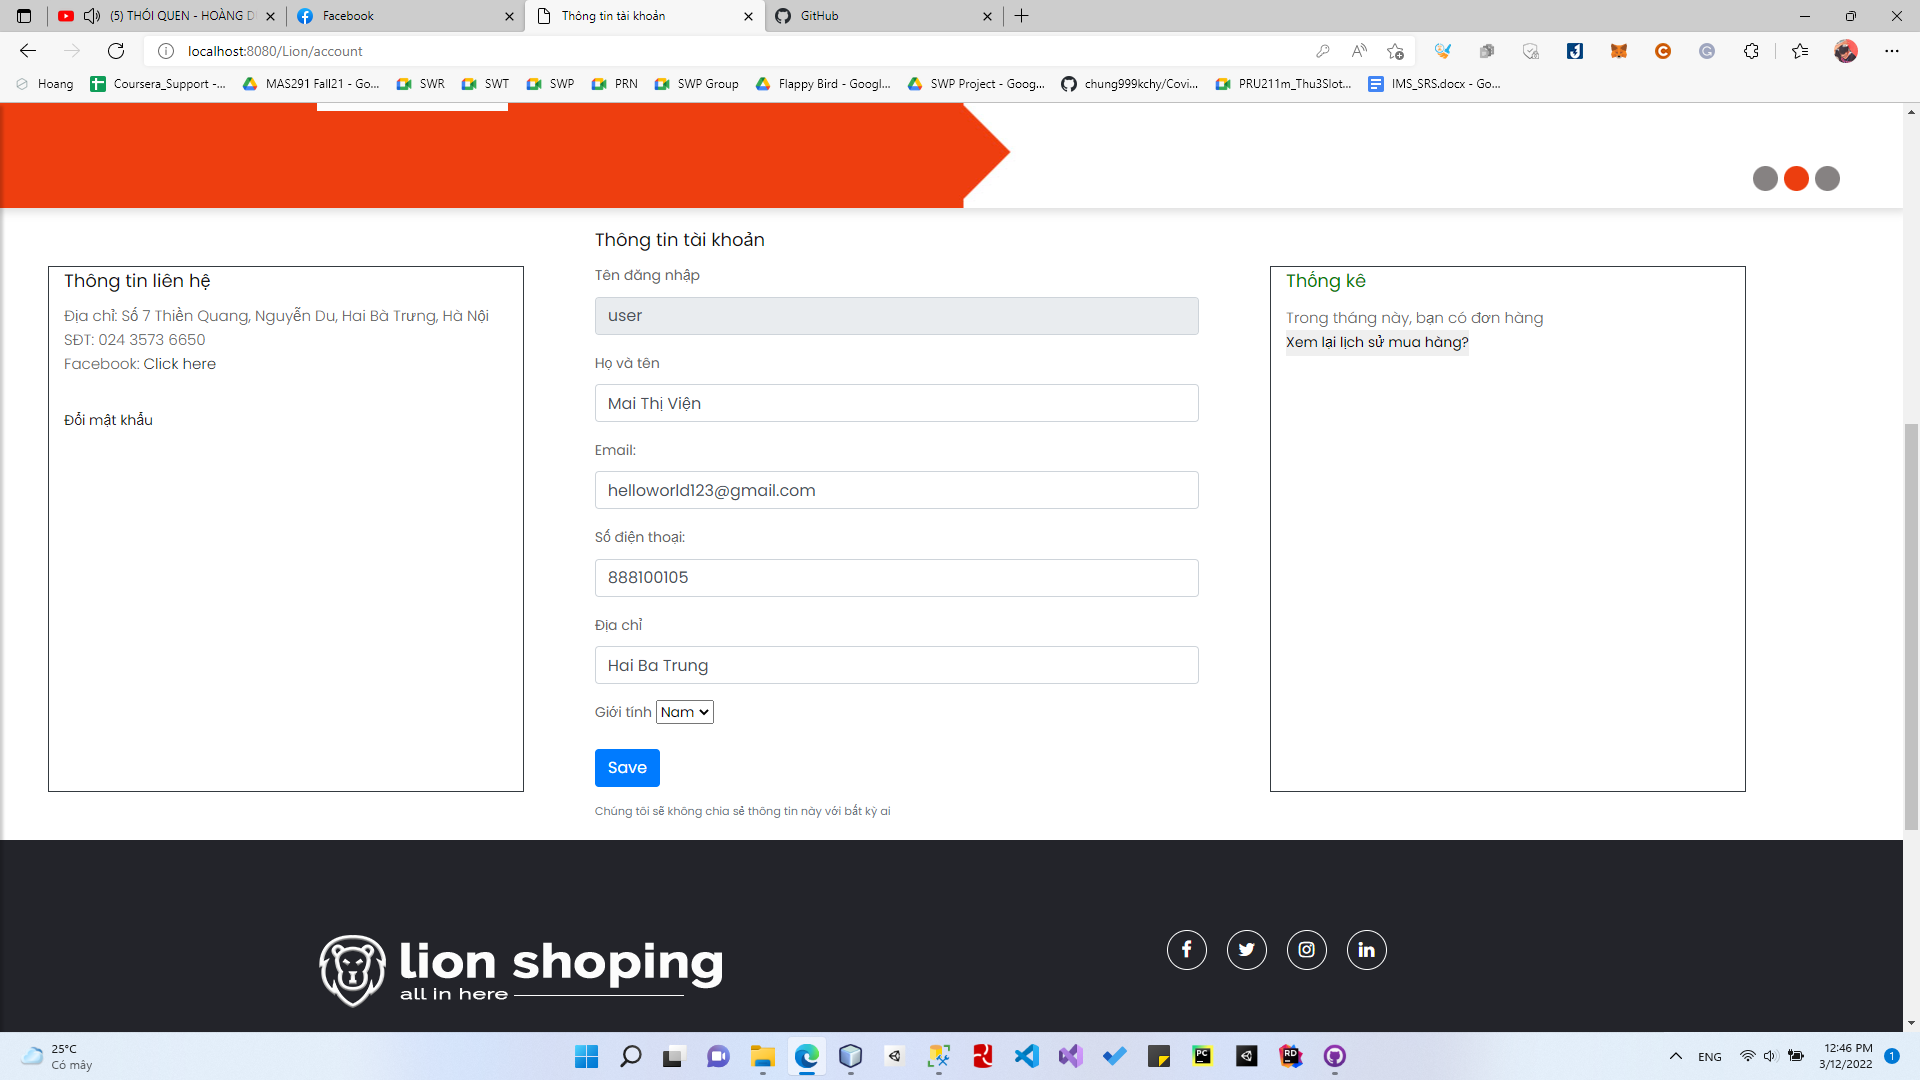 (5) THÓI QUEN - HOÀNG D
Facebook
Thông tin tài khoản
GitHub
localhost:8080/Lion/account
Hoang
Coursera_Support -...
MAS291 Fall21 - Go...
SWR
SWT
SWP
PRN
SWP Group
Flappy Bird - Googl...
SWP Project - Goog...
chung999kchy/Covi...
PRU211m_Thu3Slot...
IMS_SRS.docx - Go...
Thông tin liên hệ
Địa chỉ: Số 7 Thiền Quang, Nguyễn Du, Hai Bà Trưng, Hà Nội
SĐT: 024 3573 6650
Facebook: Click here
Đổi mật khẩu
Thông tin tài khoản
Tên đăng nhập
user
Họ và tên
Mai Thị Viện
Email:
helloworld123@gmail.com
Số điện thoại:
888100105
Địa chỉ
Hai Ba Trung
Giới tính Nam
Save
Chúng tôi sẽ không chia sẻ thông tin này với bất kỳ ai
Thống kê
Trong tháng này, bạn có đơn hàng
Xem lại lịch sử mua hàng?
lion shoping
all in here
25°C
Có mây
ENG
12:46 PM
3/12/2022
1